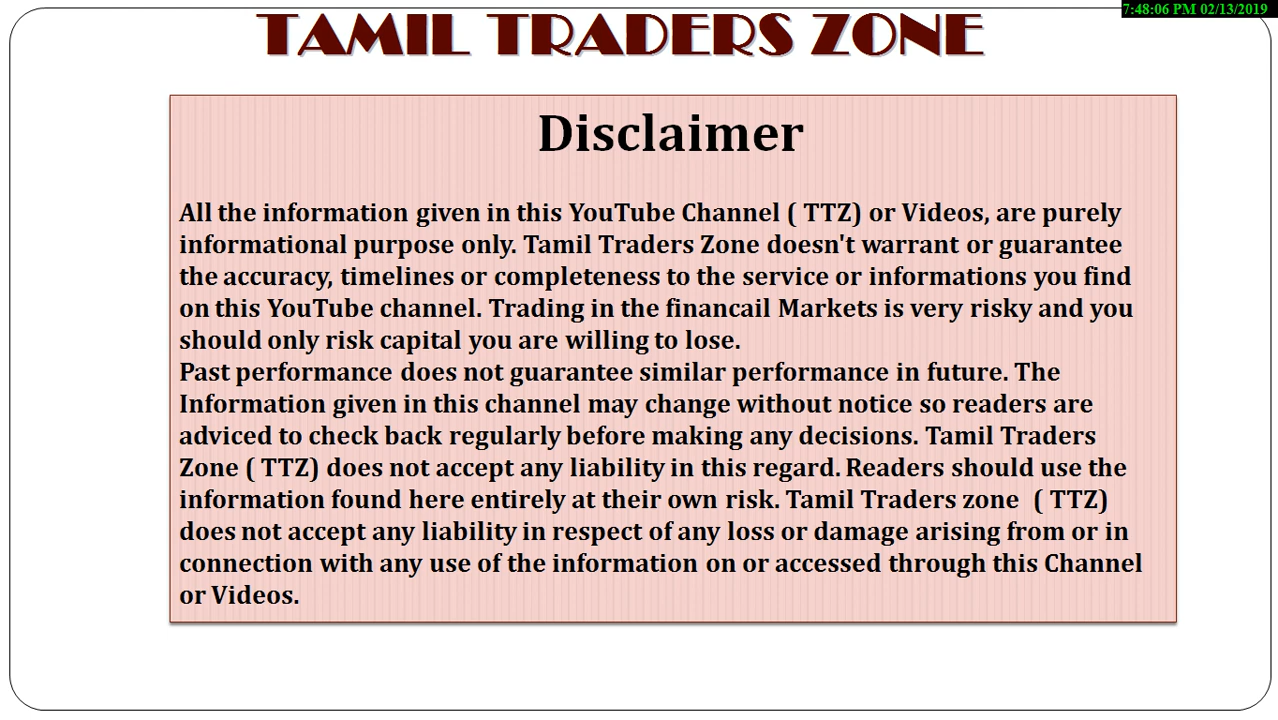 7:48:06 PM 02/13/2019
TAMIL TRADERS ZONE
Disclaimer
All the information given in this YouTube Channel ( TTZ) or Videos, are purely
informational purpose only. Tamil Traders Zone doesn't warrant or guarantee
the accuracy, timelines or completeness to the service or informations you find
on this YouTube channel. Trading in the financail Markets is very risky and you
should only risk capital you are willing to lose.
Past performance does not guarantee similar performance in future. The
Information given in this channel may change without notice so readers are
adviced to check back regularly before making any decisions. Tamil Traders
Zone ( TTZ) does not accept any liability in this regard. Readers should use the
information found here entirely at their own risk. Tamil Traders zone  ( TTZ)
does not accept any liability in respect of any loss or damage arising from or in
connection with any use of the information on or accessed through this Channel
or Videos.